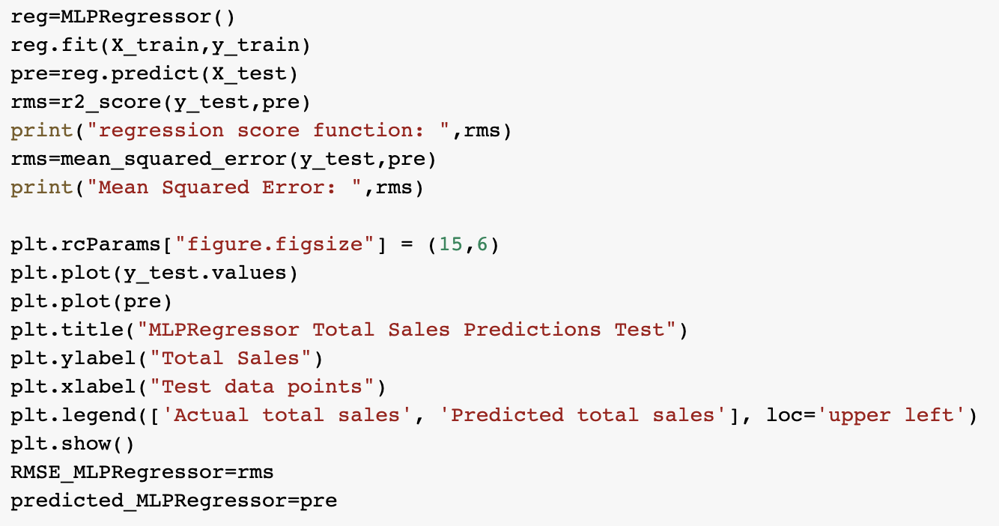 reg=MLPRegressor()
reg.fit(X_train,y_train)
pre=reg.predict(X_test)
rms=r2_score(y_test,pre)
print("regression score function: ",rms)
rms=mean_squared_error(y_test,pre)
print("Mean Squared Error: ",rms)

plt.rcParams["figure.figsize"] = (15,6)
plt.plot(y_test.values)
plt.plot(pre)
plt.title("MLPRegressor Total Sales Predictions Test")
plt.ylabel("Total Sales")
plt.xlabel("Test data points")
plt.legend(['Actual total sales', 'Predicted total sales'], loc='upper left')
plt.show()
RMSE_MLPRegressor=rms
predicted_MLPRegressor=pre